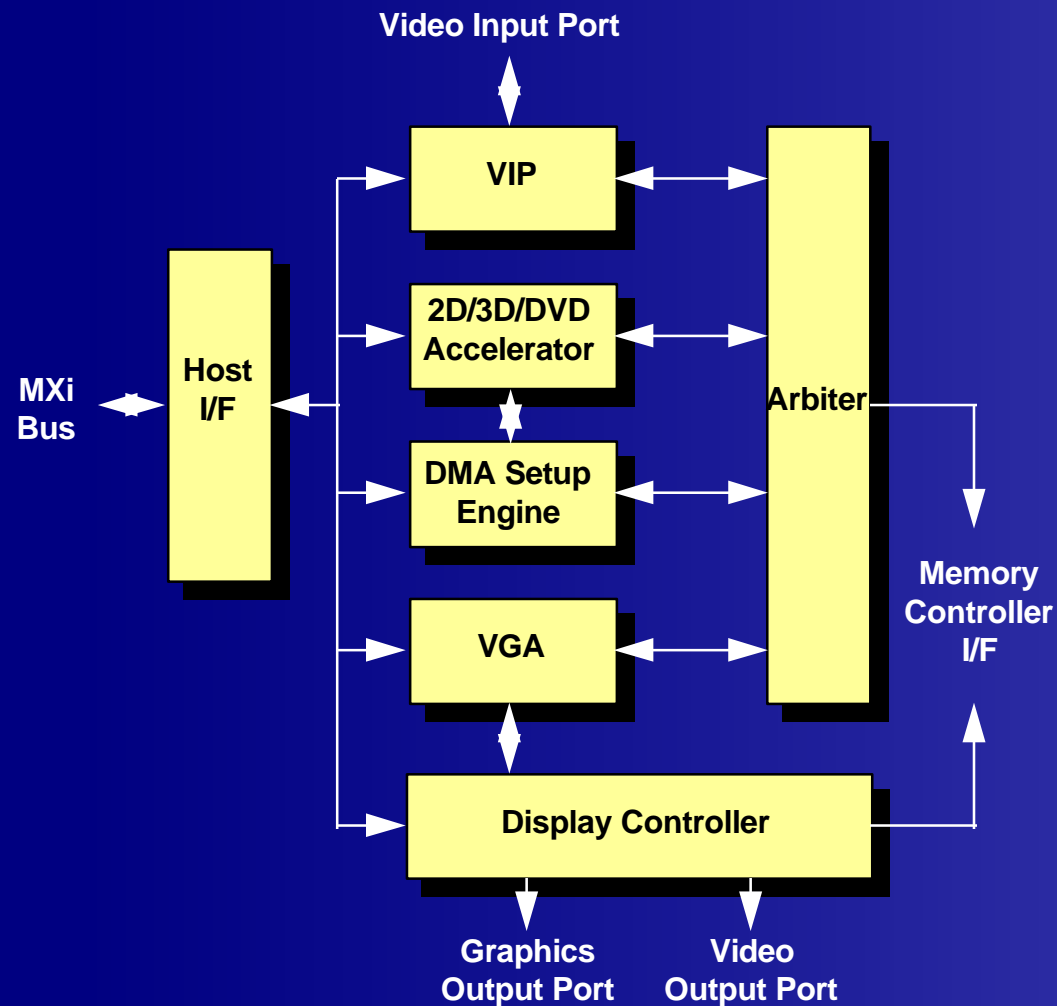 Video Input Port
VIP
2D/3D/DVD
Accelerator
Host
I/F
MXi
Bus
Arbiter
DMA Setup
Engine
Memory
Controller
I/F
VGA
Display Controller
Graphics
Output Port
Video
Output Port